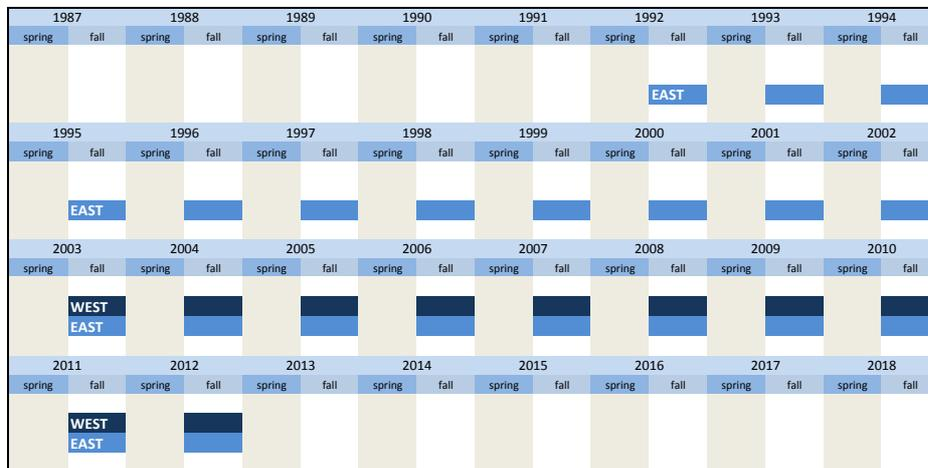 1987 1988 1989 1990 1991 1992 1993 1994
spring fall spring fall spring fall spring fall spring fall spring fall spring fall spring fall
EAST
1995 1996 1997 1998 1999 2000 2001 2002
spring fall spring fall spring fall spring fall spring fall spring fall spring fall spring fall
EAST
2003 2004 2005 2006 2007 2008 2009 2010
spring fall spring fall spring fall spring fall spring fall spring fall spring fall spring fall
WEST
EAST
2011 2012 2013 2014 2015 2016 2017 2018
spring fall spring fall spring fall spring fall spring fall spring fall spring fall spring fall
WEST
EAST